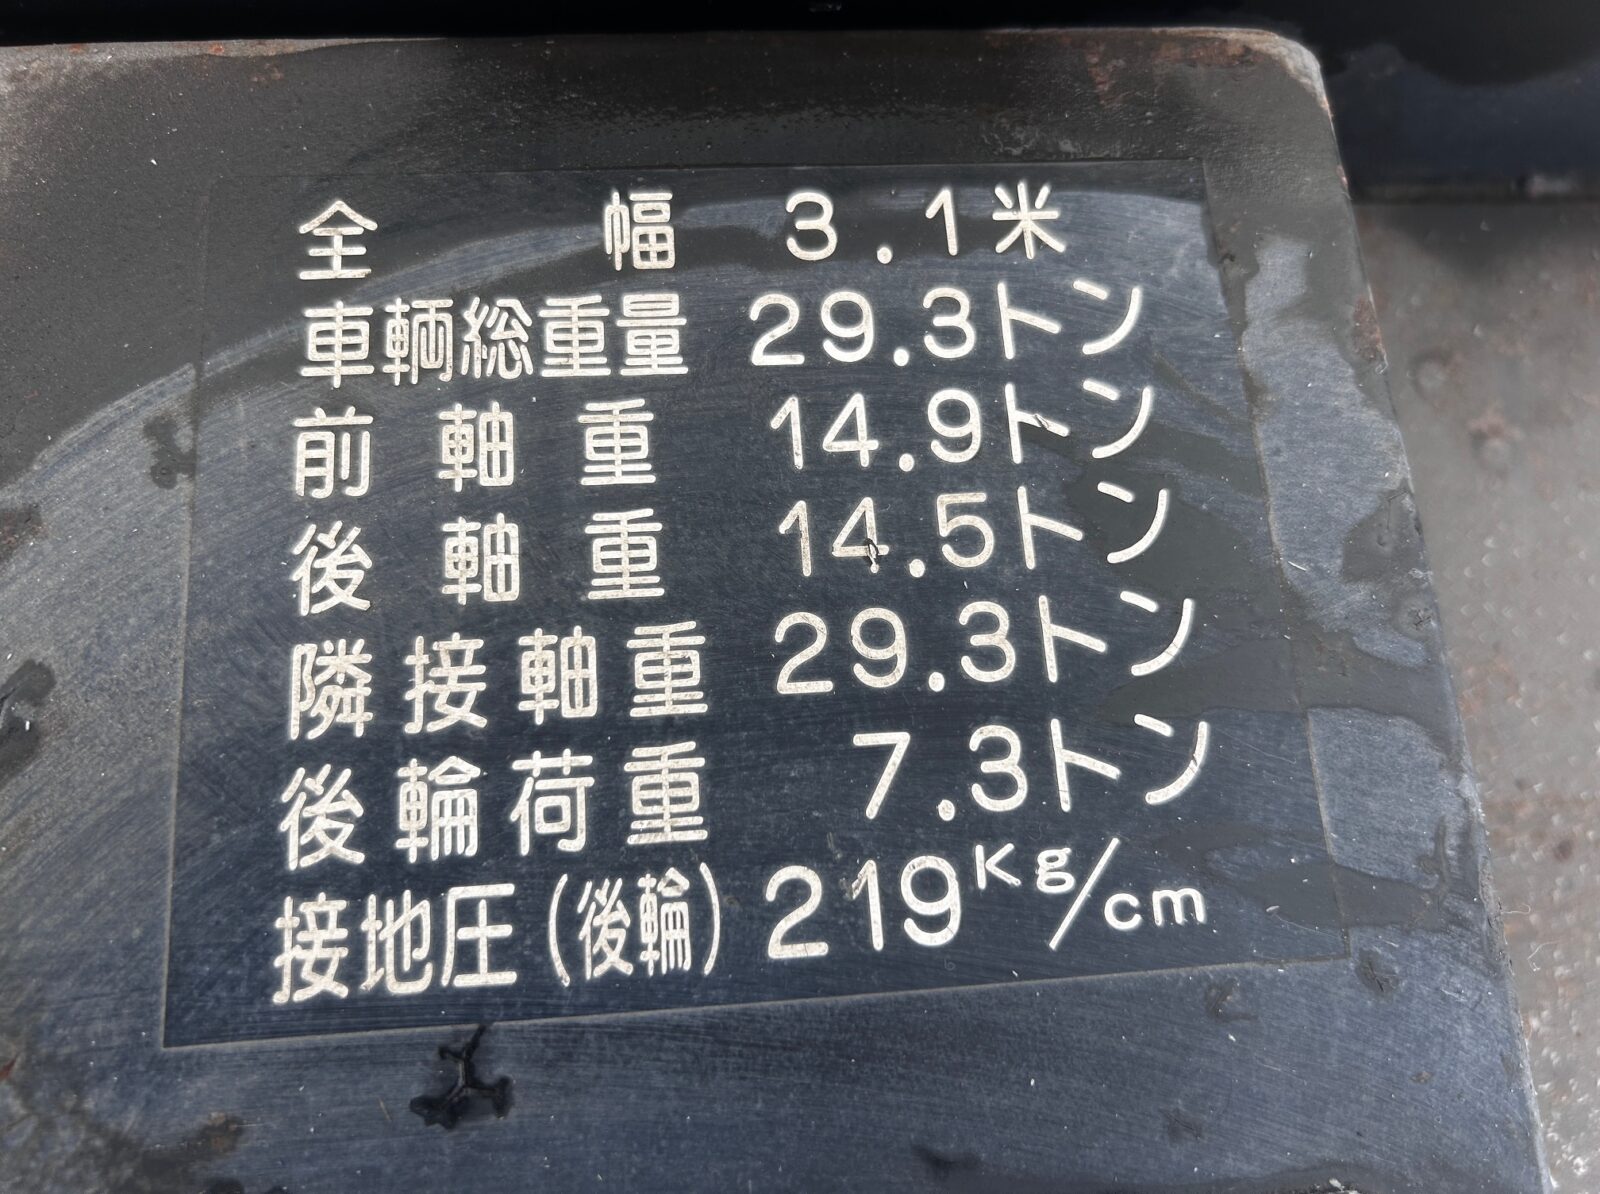 全幅 3.1米
車輌総重量 29.3トン
前軸重 14.9トン
後軸重 14.5トン
隣接軸重 29.3トン
後輪荷重 7.3トン
接地圧(後輪) 219Kg/cm